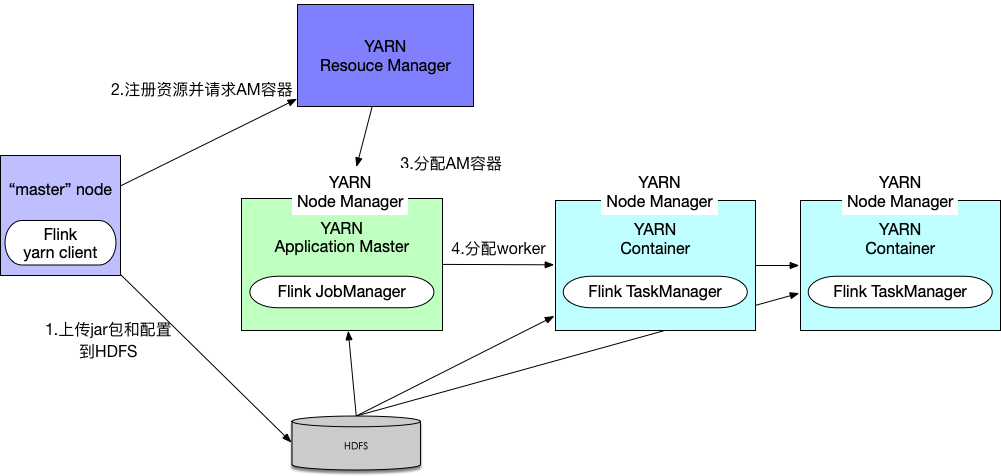 YARN
Resouce Manager
2.注册资源并请求AM容器
3.分配AM容器
“master” node
Flink
yarn client
YARN
Node Manager
YARN
Application Master
Flink JobManager
4.分配worker
YARN
Node Manager
YARN
Container
Flink TaskManager
YARN
Node Manager
YARN
Container
Flink TaskManager
1.上传jar包和配置
到HDFS
HDFS